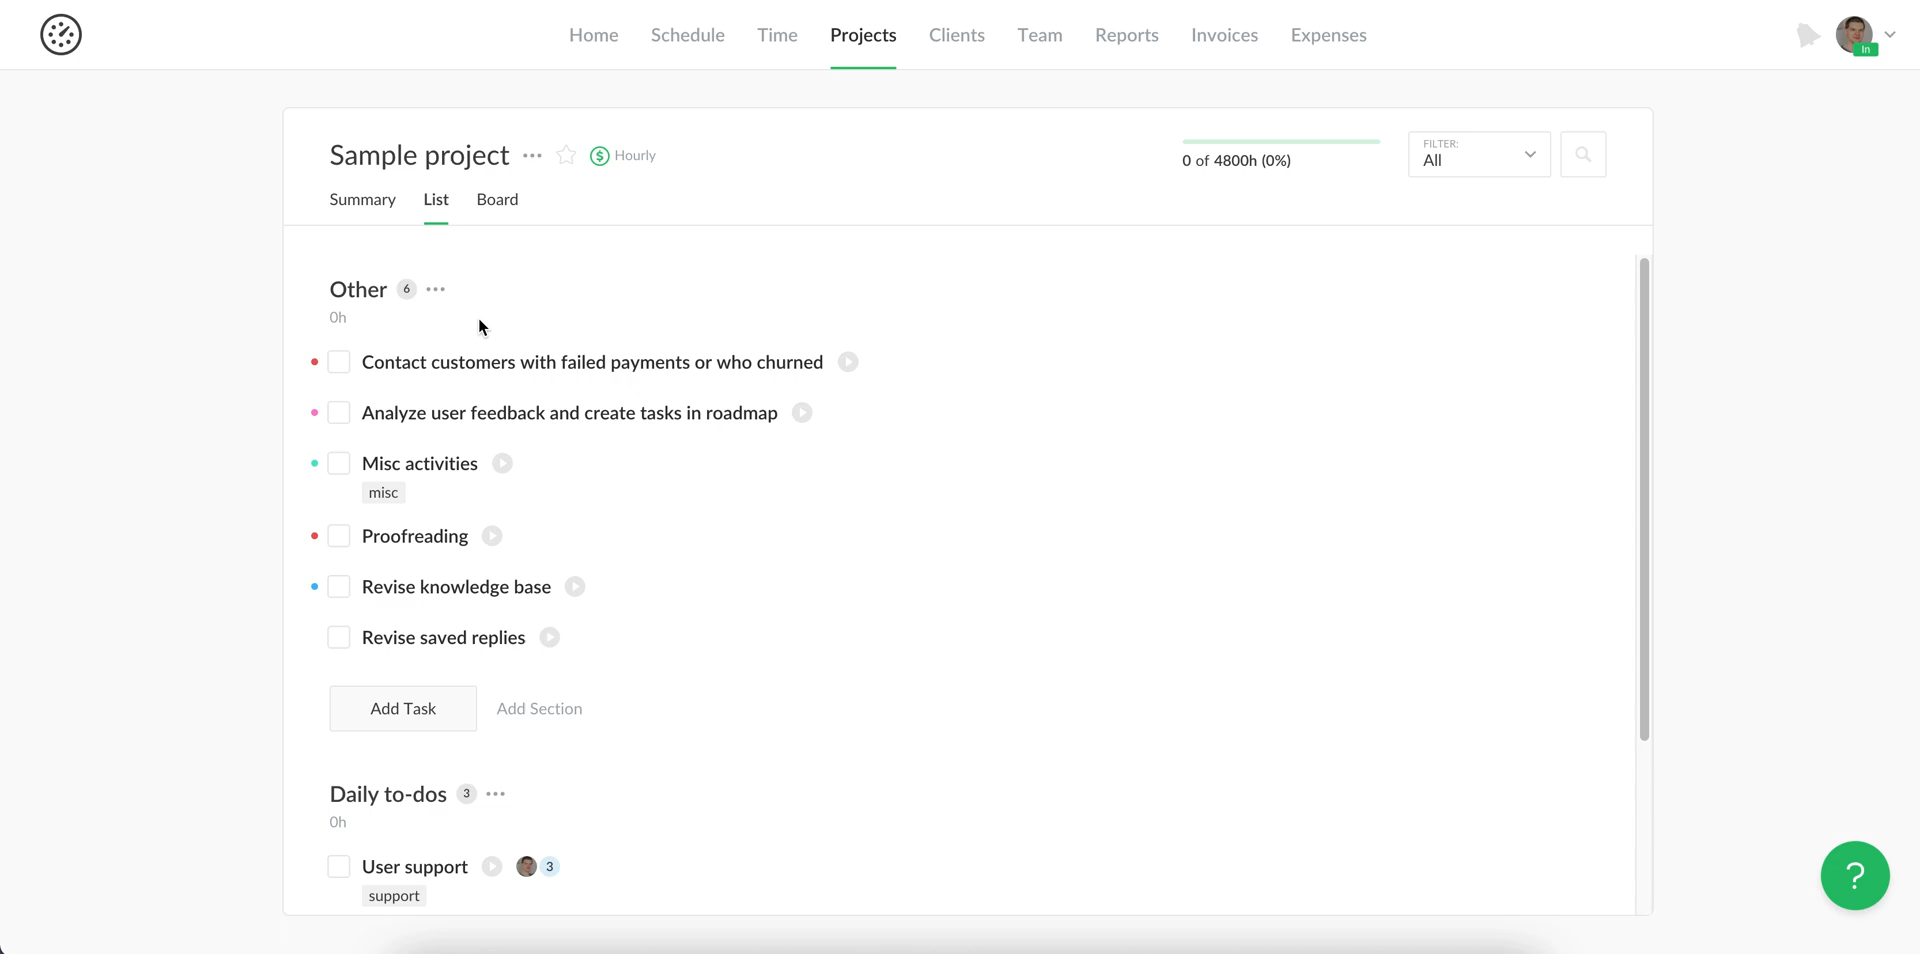 Home Schedule Time Projects Clients Team Reports Invoices Expenses
In
Sample project ... Hourly
0 of 4800h (0%)
FILTER:
All
Summary List Board
Other 6 ...
0h
Contact customers with failed payments or who churned
Analyze user feedback and create tasks in roadmap
Misc activities
misc
Proofreading
Revise knowledge base
Revise saved replies
Add Task Add Section
Daily to-dos 3 ...
0h
User support 3
support
?